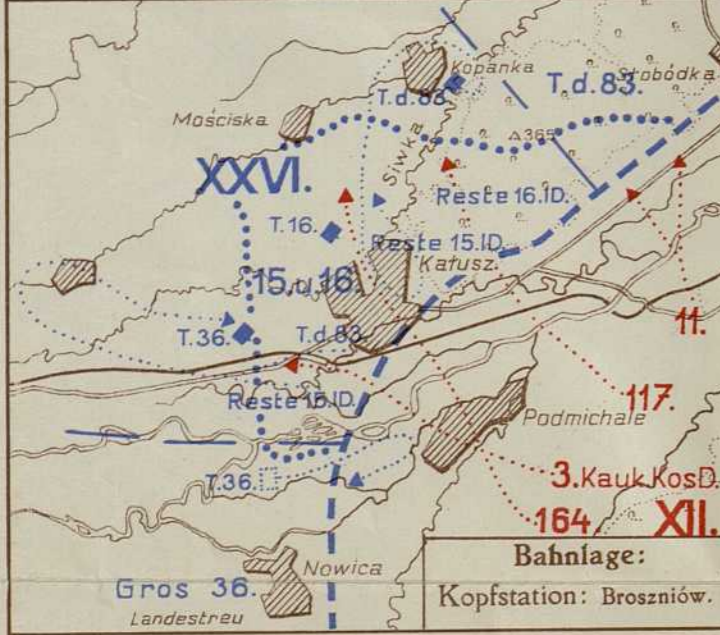 Kopanka
T.d.83.
Słobódka
T.d.83
Mościska
△365
Siwka
XXVI.
Reste 16.ID.
T.16.
Reste 15.ID.
Kałusz.
15.u.16.
T.36.
T.d.83.
11.
Reste 15.ID.
117.
Podmichale
T.36.
3.Kauk KosD.
164
XII.
Nowica
Gros 36.
Landestreu
Bahnlage:
Kopfstation: Broszniów.